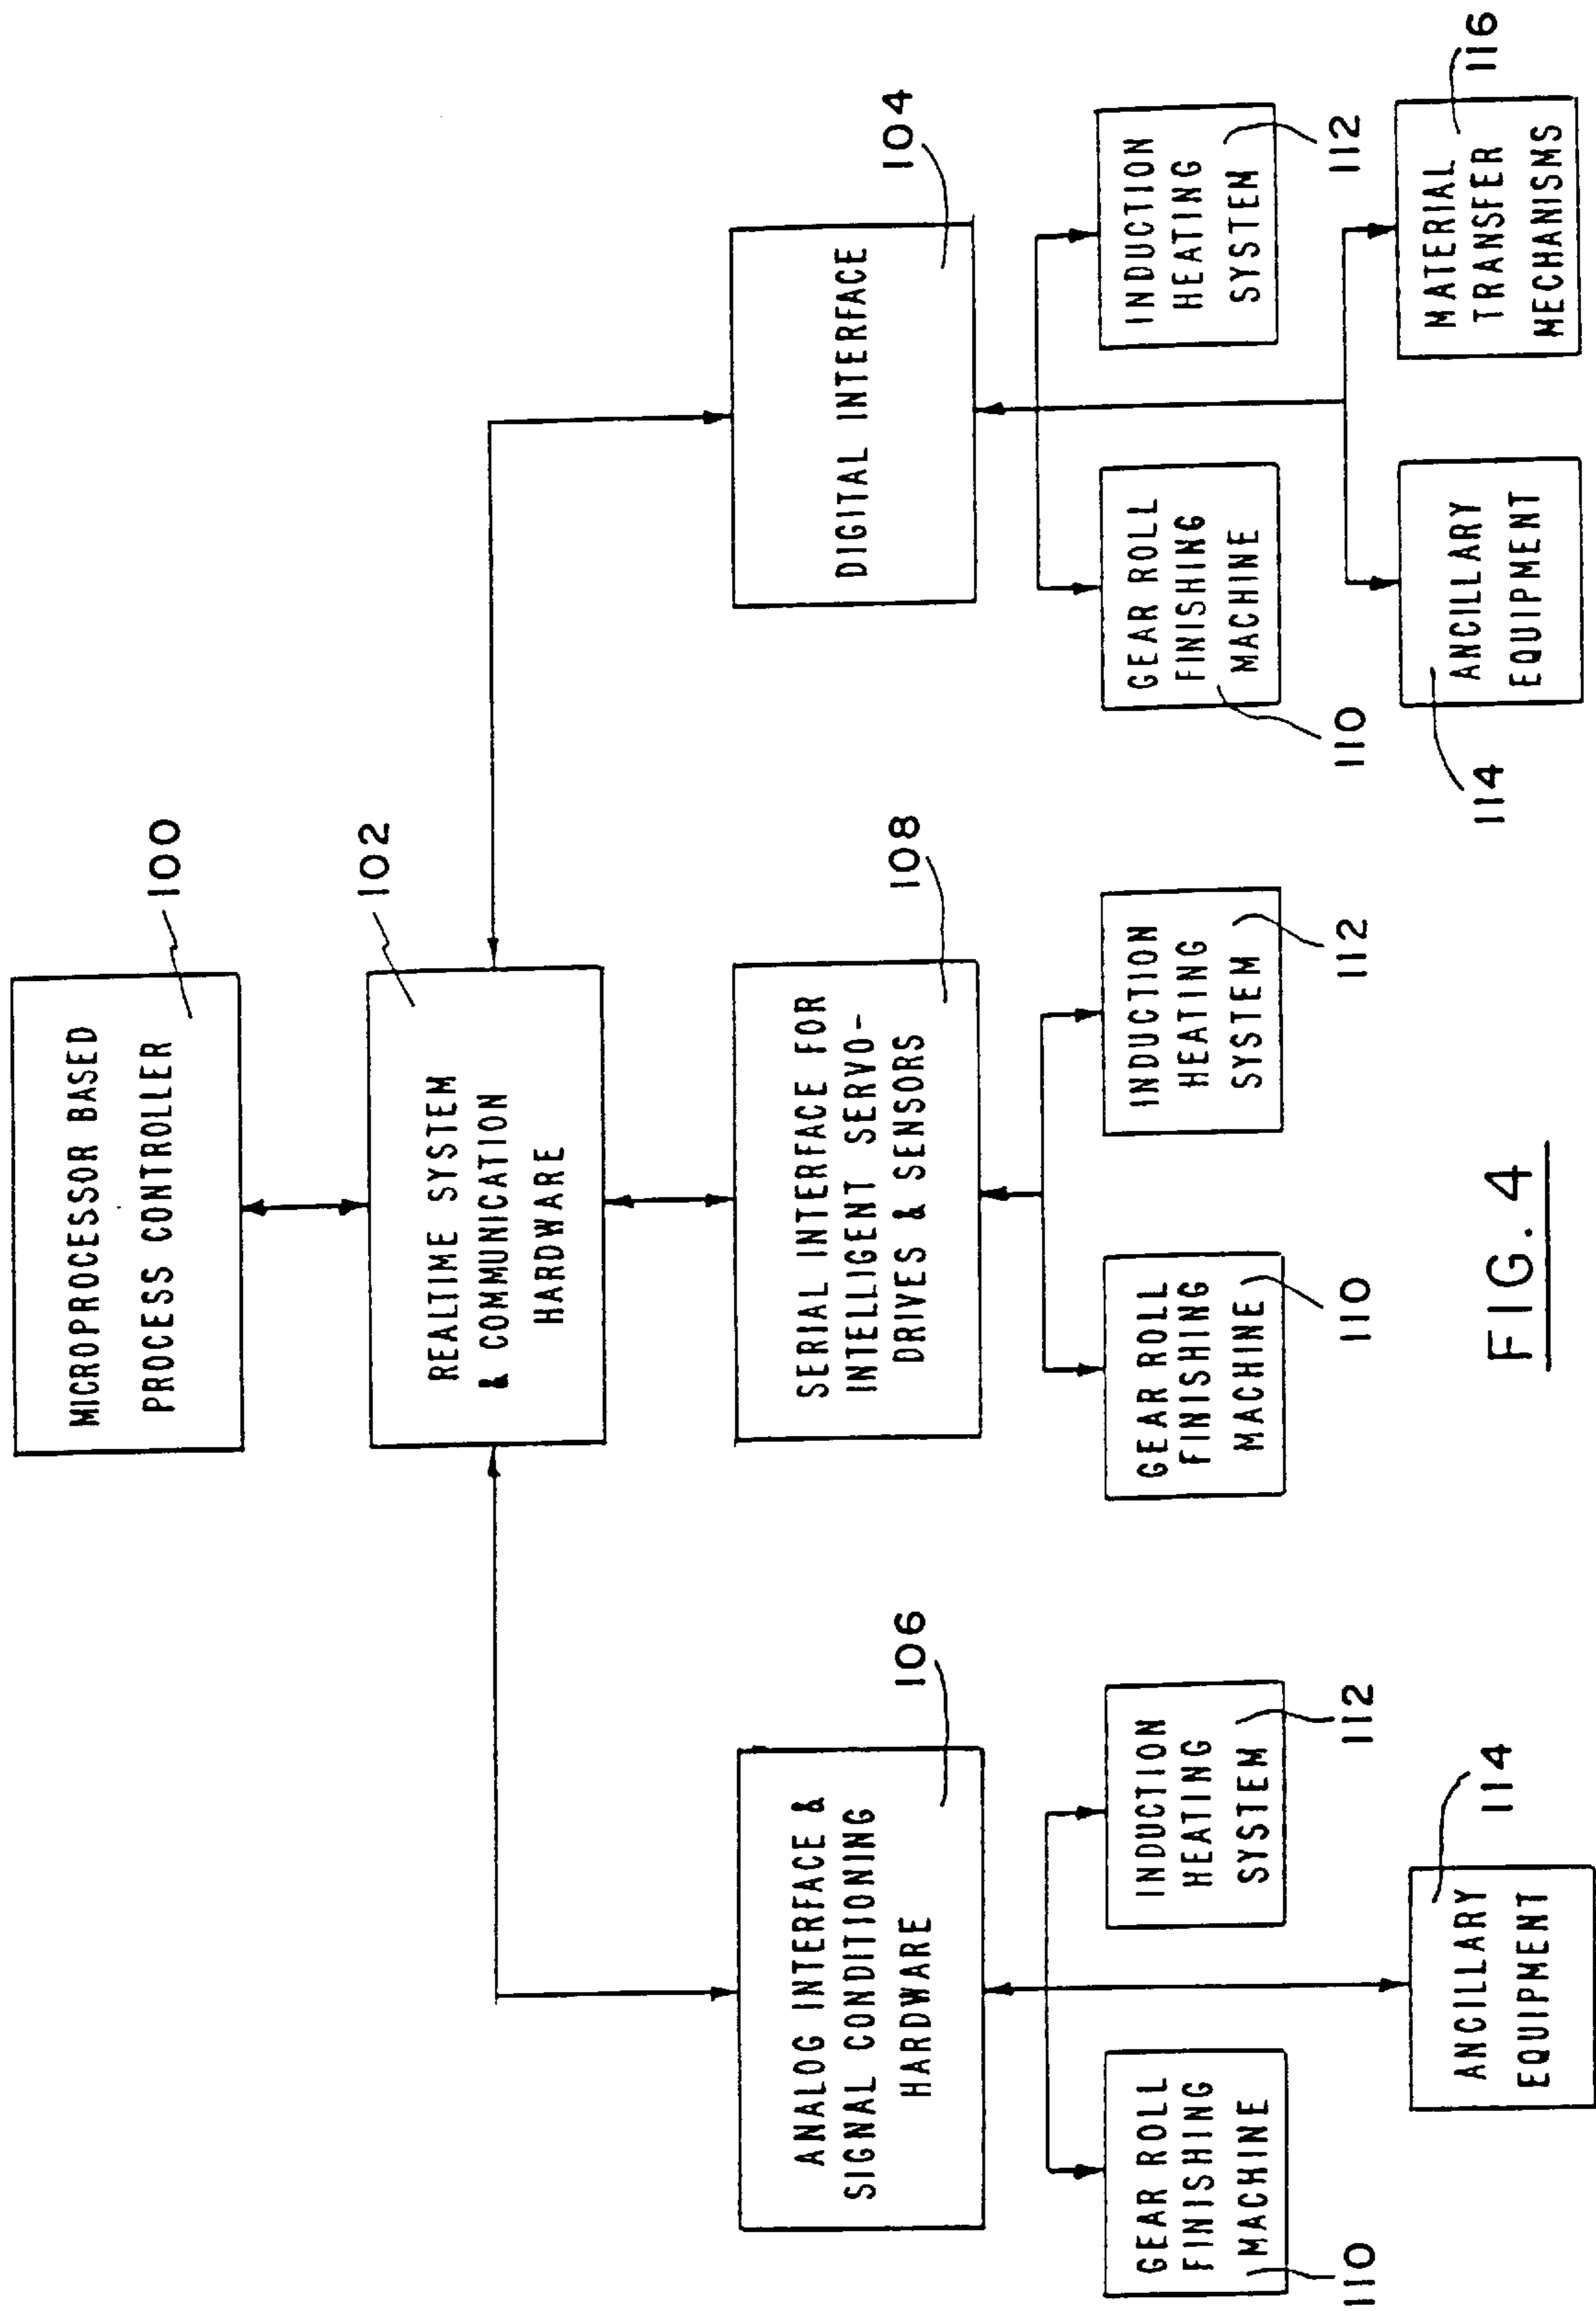 MICROPROCESSOR BASED
PROCESS CONTROLLER
100
REALTIME SYSTEM
& COMMUNICATION
HARDWARE
102
ANALOG INTERFACE &
SIGNAL CONDITIONING
HARDWARE
106
SERIAL INTERFACE FOR
INTELLIGENT SERVO-
DRIVES & SENSORS
108
DIGITAL INTERFACE
104
GEAR ROLL
FINISHING
MACHINE
110
INDUCTION
HEATING
SYSTEM
112
GEAR ROLL
FINISHING
MACHINE
110
INDUCTION
HEATING
SYSTEM
112
GEAR ROLL
FINISHING
MACHINE
110
INDUCTION
HEATING
SYSTEM
112
ANCILLARY
EQUIPMENT
114
ANCILLARY
EQUIPMENT
114
MATERIAL
TRANSFER
MECHANISMS
116
FIG. 4